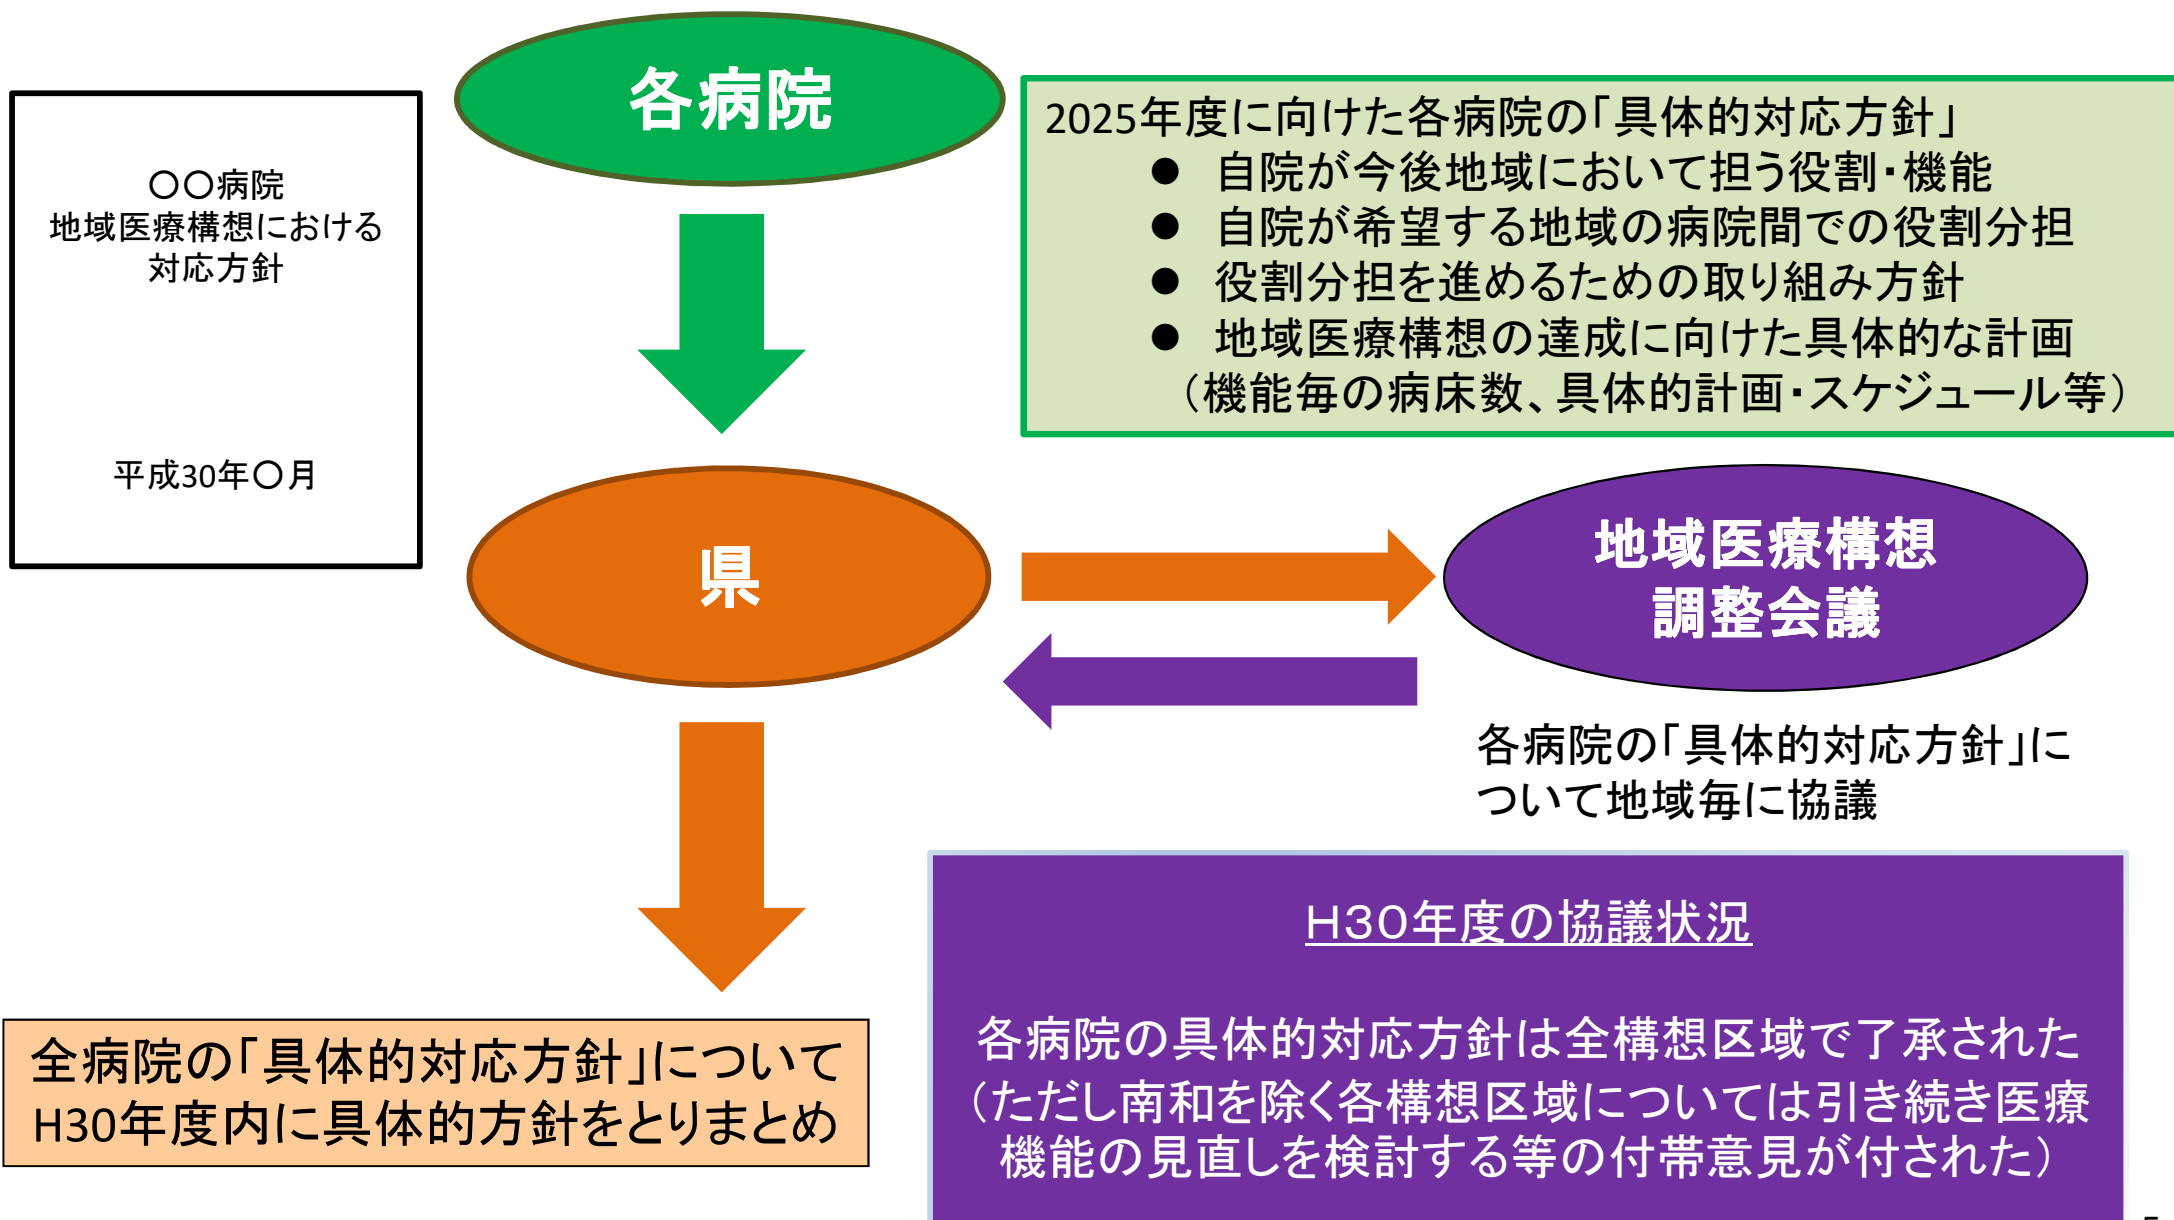 各病院
〇〇病院
地域医療構想における
対応方針
平成30年〇月
2025年度に向けた各病院の「具体的対応方針」
● 自院が今後地域において担う役割・機能
● 自院が希望する地域の病院間での役割分担
● 役割分担を進めるための取り組み方針
● 地域医療構想の達成に向けた具体的な計画
（機能毎の病床数、具体的計画・スケジュール等）
県
地域医療構想
調整会議
各病院の「具体的対応方針」に
ついて地域毎に協議
全病院の「具体的対応方針」について
H30年度内に具体的方針をとりまとめ
H30年度の協議状況
各病院の具体的対応方針は全構想区域で了承された
（ただし南和を除く各構想区域については引き続き医療
機能の見直しを検討する等の付帯意見が付された）